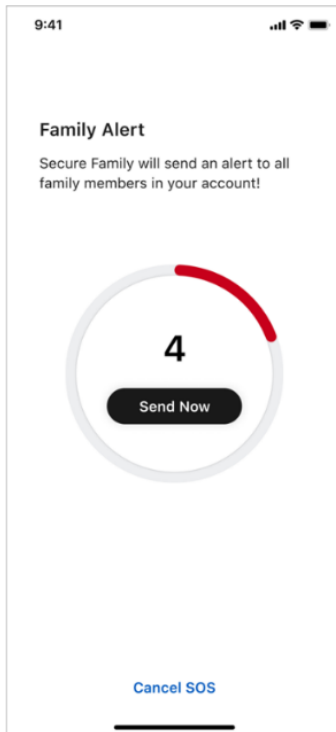 9:41
Family Alert
Secure Family will send an alert to all
family members in your account!
4
Send Now
Cancel SOS